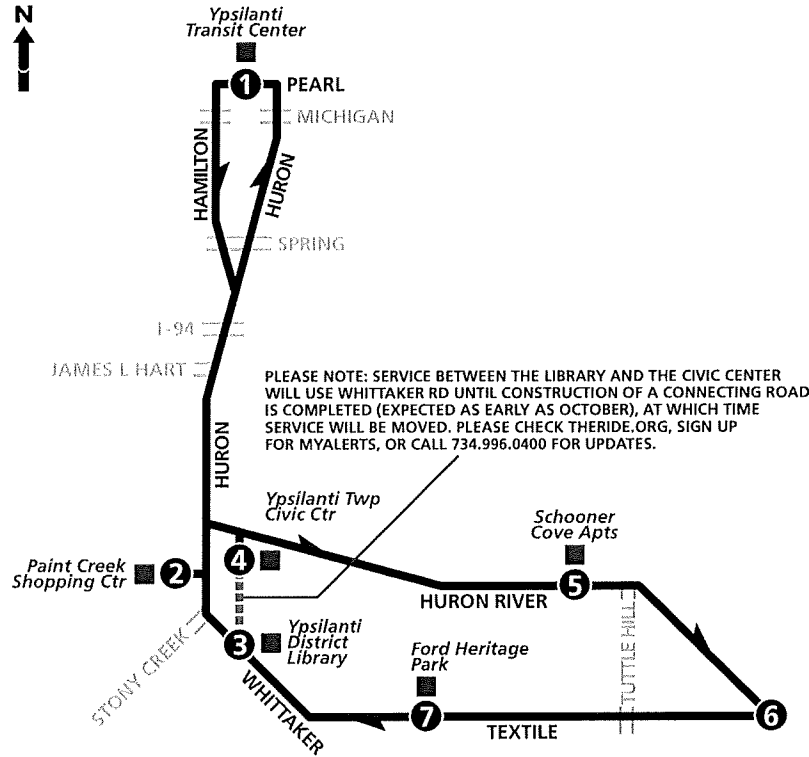 N
Ypsilanti
Transit Center
1
PEARL
MICHIGAN
HAMILTON
HURON
SPRING
I-94
JAMES L HART
PLEASE NOTE: SERVICE BETWEEN THE LIBRARY AND THE CIVIC CENTER
WILL USE WHITTAKER RD UNTIL CONSTRUCTION OF A CONNECTING ROAD
IS COMPLETED (EXPECTED AS EARLY AS OCTOBER), AT WHICH TIME
SERVICE WILL BE MOVED. PLEASE CHECK THERIDE.ORG, SIGN UP
FOR MYALERTS, OR CALL 734.996.0400 FOR UPDATES.
HURON
Ypsilanti Twp
Civic Ctr
4
Schooner
Cove Apts
5
Paint Creek
Shopping Ctr
2
HURON RIVER
STONY CREEK
3
Ypsilanti
District
Library
Ford Heritage
Park
7
TUTTLE HILL
6
WHITTAKER
TEXTILE